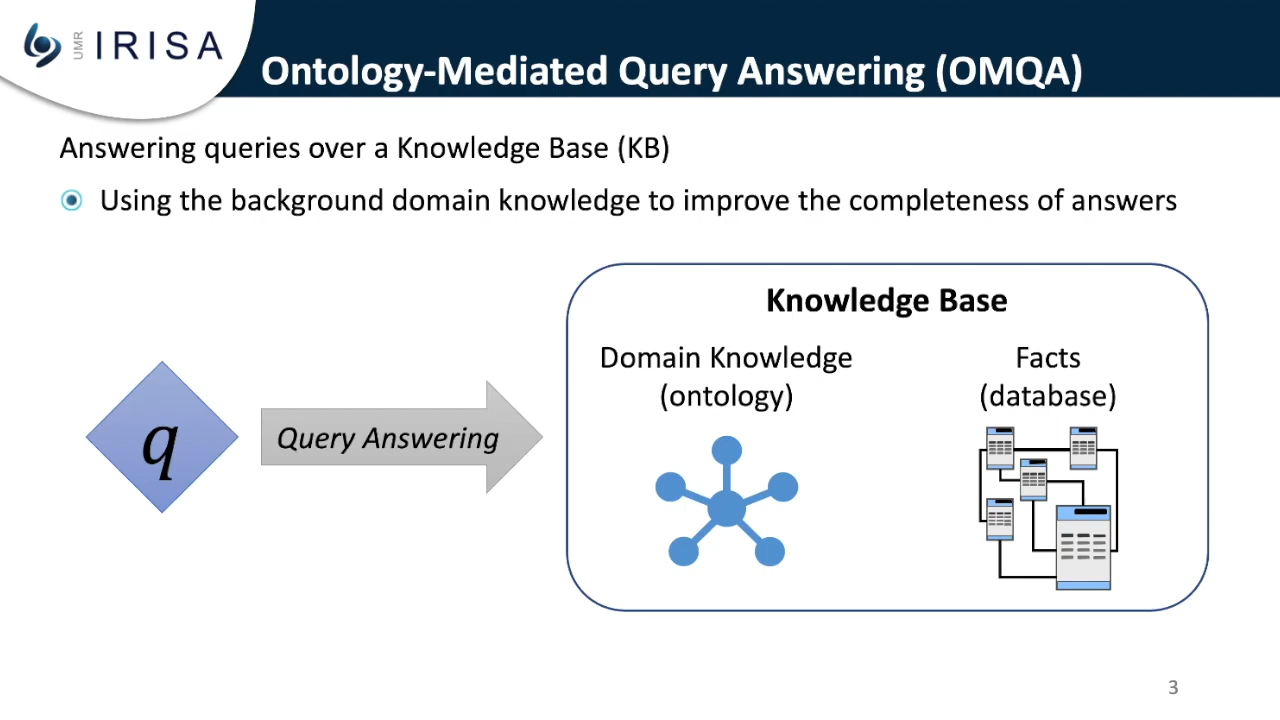 UMR IRISA
Ontology-Mediated Query Answering (OMQA)
Answering queries over a Knowledge Base (KB)
Using the background domain knowledge to improve the completeness of answers
Knowledge Base
Domain Knowledge
(ontology)
Facts
(database)
q
Query Answering
3